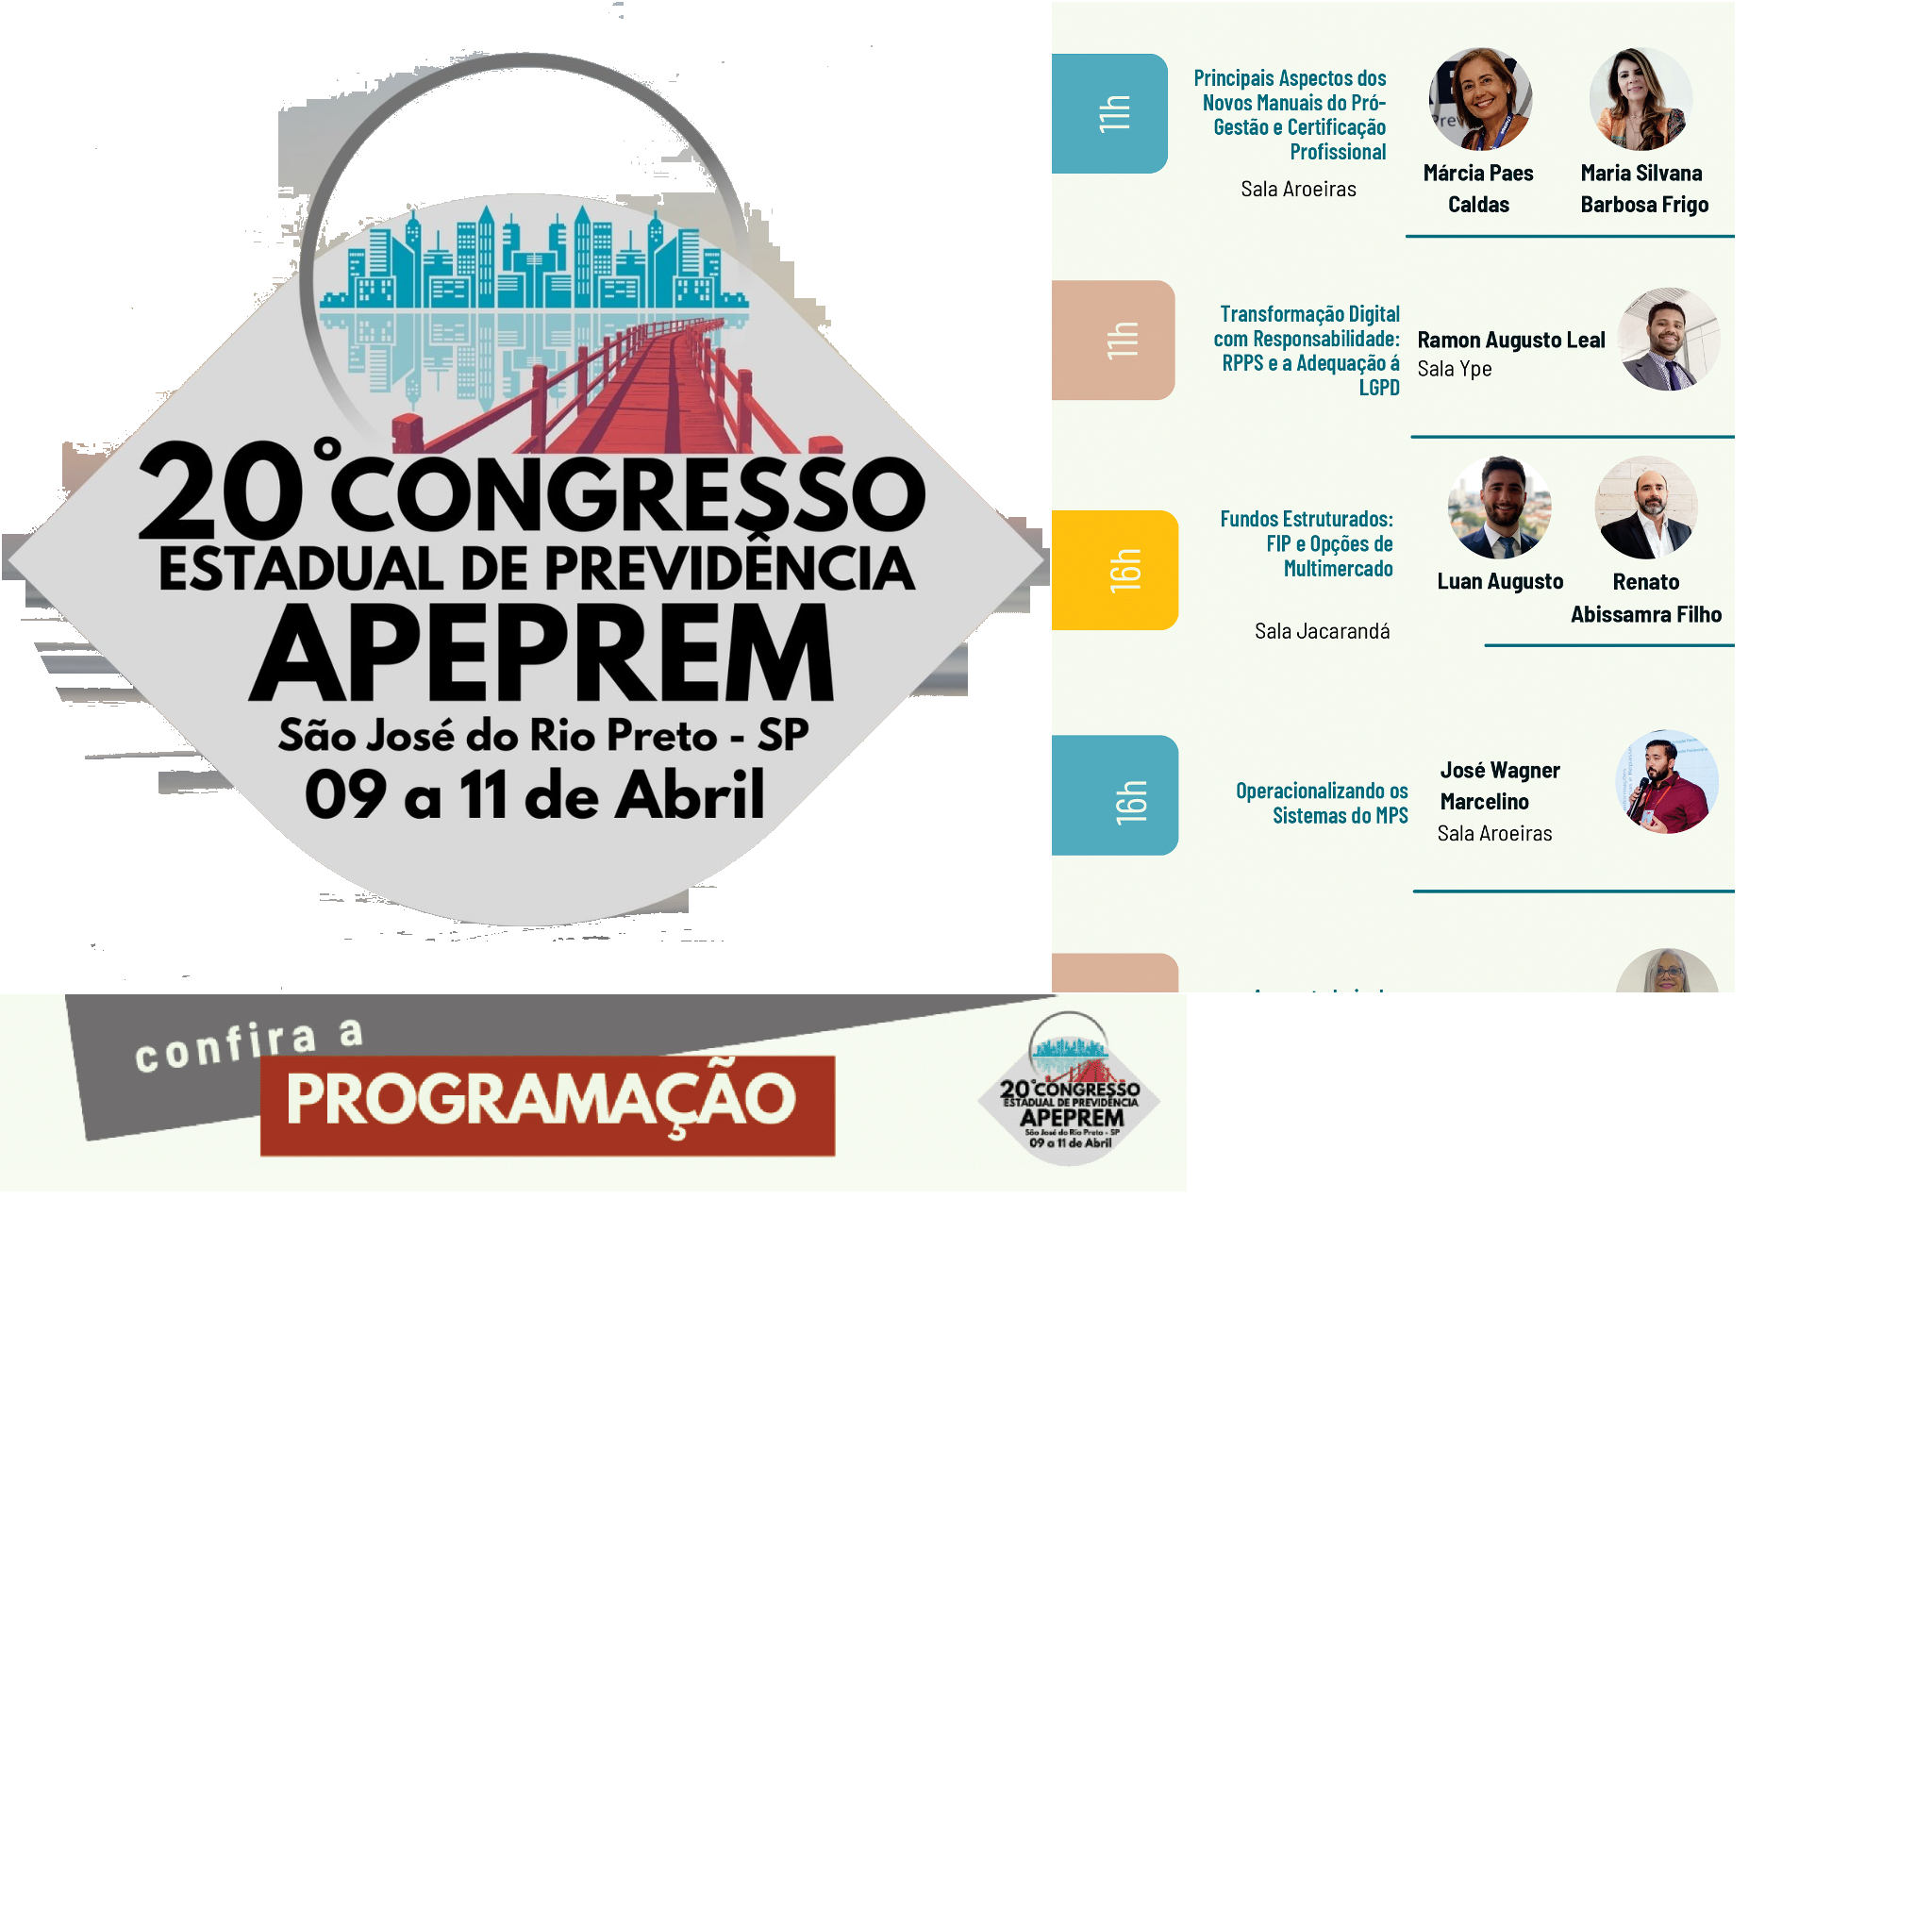 20° CONGRESSO
ESTADUAL DE PREVIDÊNCIA
APEPREM
São José do Rio Preto - SP
09 a 11 de Abril
11h
Principais Aspectos dos
Novos Manuais do Pró-
Gestão e Certificação
Profissional
Sala Aroeiras
Márcia Paes
Caldas
Maria Silvana
Barbosa Frigo
11h
Transformação Digital
com Responsabilidade:
RPPS e a Adequação á
LGPD
Ramon Augusto Leal
Sala Ype
16h
Fundos Estruturados:
FIP e Opções de
Multimercado
Sala Jacarandá
Luan Augusto
Renato
Abissamra Filho
16h
Operacionalizando os
Sistemas do MPS
José Wagner
Marcelino
Sala Aroeiras
confira a
PROGRAMAÇÃO
20° CONGRESSO
ESTADUAL DE PREVIDÊNCIA
APEPREM
São José do Rio Preto - SP
09 a 11 de Abril